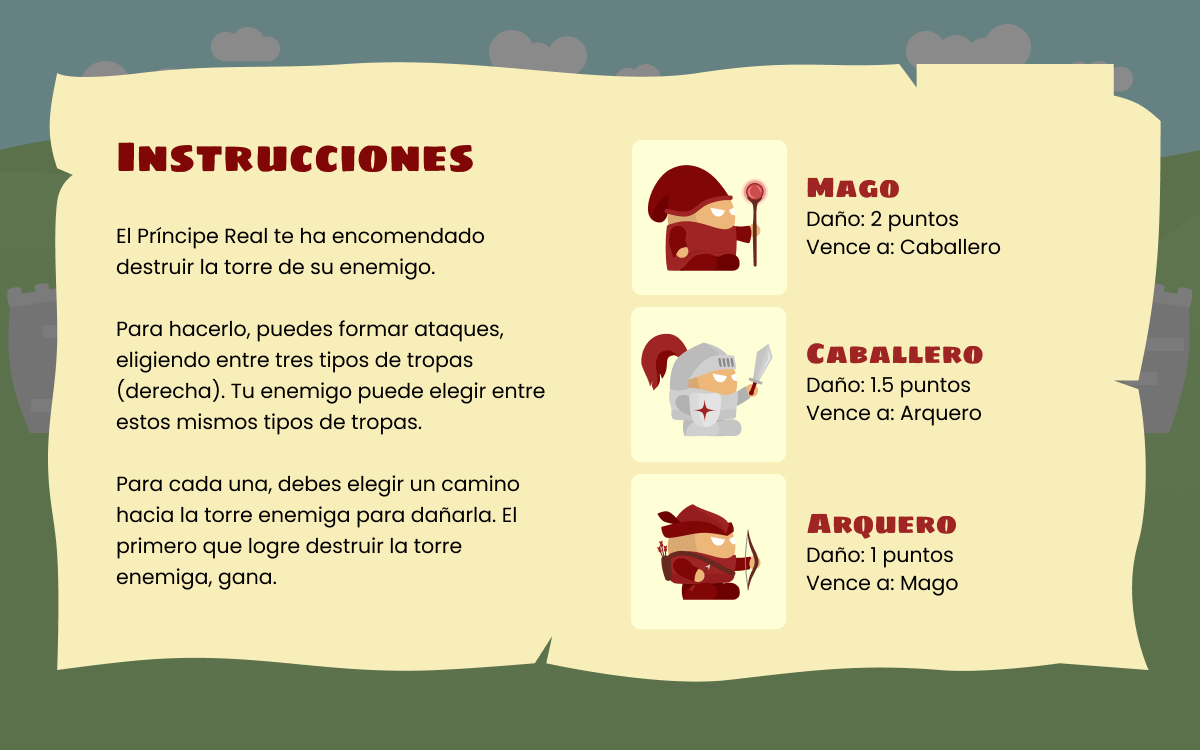 Instrucciones
El Príncipe Real te ha encomendado
destruir la torre de su enemigo.
Para hacerlo, puedes formar ataques,
eligiendo entre tres tipos de tropas
(derecha). Tu enemigo puede elegir entre
estos mismos tipos de tropas.
Para cada una, debes elegir un camino
hacia la torre enemiga para dañarla. El
primero que logre destruir la torre
enemiga, gana.
Mago
Daño: 2 puntos
Vence a: Caballero
Caballero
Daño: 1.5 puntos
Vence a: Arquero
Arquero
Daño: 1 puntos
Vence a: Mago